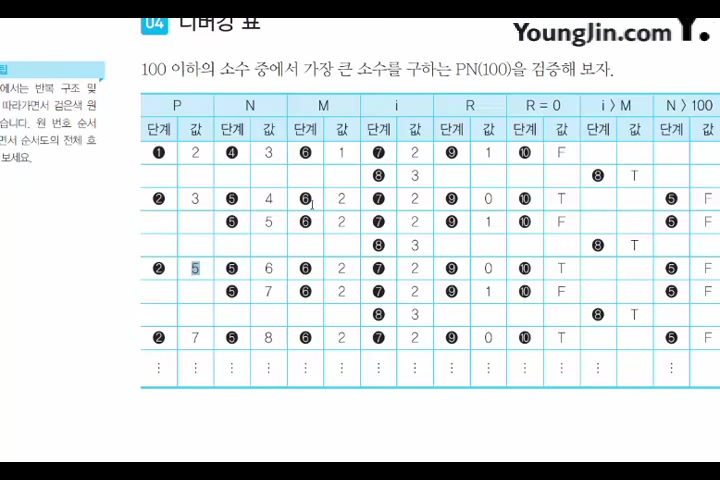 04 디버깅 표
YoungJin.com Y.
100 이하의 소수 중에서 가장 큰 소수를 구하는 PN(100)을 검증해 보자.
에서는 반복 구조 및
따라가면서 검은색 원
습니다. 원 번호 순서
면서 순서도의 전체 흐
보세요.
P N M i R R = 0 i > M N > 100
단계 값 단계 값 단계 값 단계 값 단계 값 단계 값 단계 값 단계 값
❶ 2 ❹ 3 ❻ 1 ❼ 2 ❾ 1 ❿ F
❽ 3 ❽ T
❷ 3 ❺ 4 ❻ 2 ❼ 2 ❾ 0 ❿ T ❺ F
❺ 5 ❻ 2 ❼ 2 ❾ 1 ❿ F ❺ F
❽ 3 ❽ T
❷ 5 ❺ 6 ❻ 2 ❼ 2 ❾ 0 ❿ T ❺ F
❺ 7 ❻ 2 ❼ 2 ❾ 1 ❿ F ❺ F
❽ 3 ❽ T
❷ 7 ❺ 8 ❻ 2 ❼ 2 ❾ 0 ❿ T ❺ F
⋮ ⋮ ⋮ ⋮ ⋮ ⋮ ⋮ ⋮ ⋮ ⋮ ⋮ ⋮ ⋮ ⋮ ⋮ ⋮